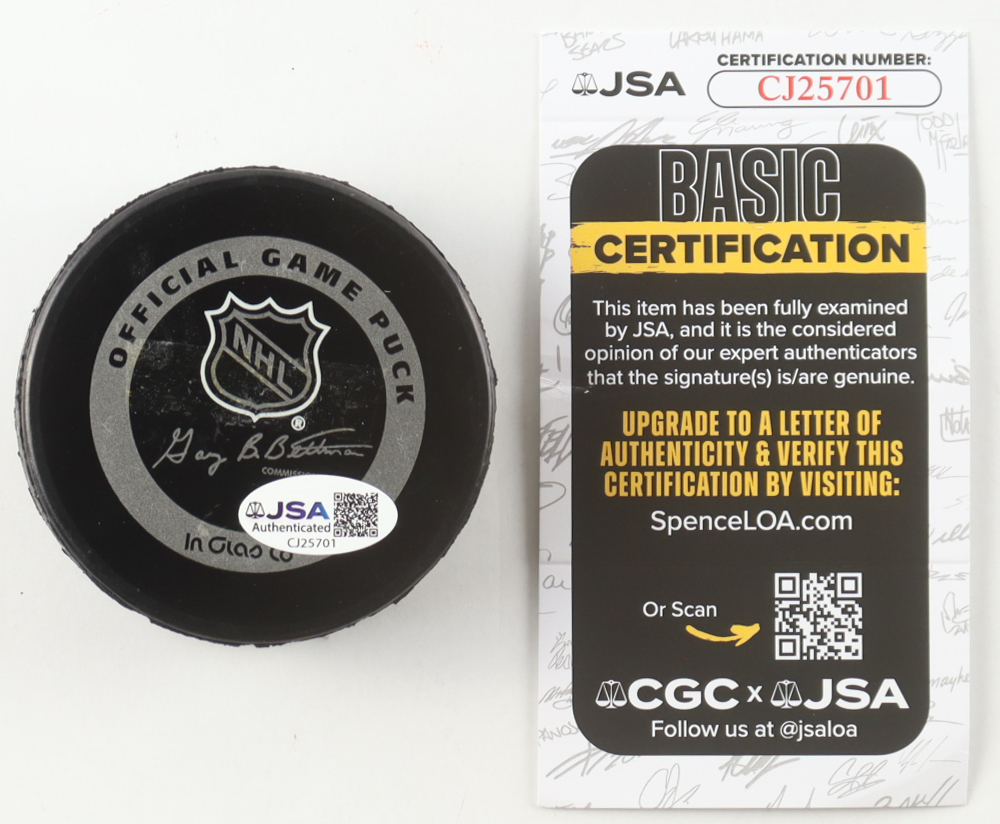 OFFICIAL GAME PUCK
NHL
®
Gary B. Bettman
COMMISS
JSA
Authenticated
CJ25701
In Glas Co
JSA
CERTIFICATION NUMBER:
CJ25701
BASIC
CERTIFICATION
This item has been fully examined
by JSA, and it is the considered
opinion of our expert authenticators
that the signature(s) is/are genuine.
UPGRADE TO A LETTER OF
AUTHENTICITY & VERIFY THIS
CERTIFICATION BY VISITING:
SpenceLOA.com
Or Scan
CGC x JSA
Follow us at @jsaloa